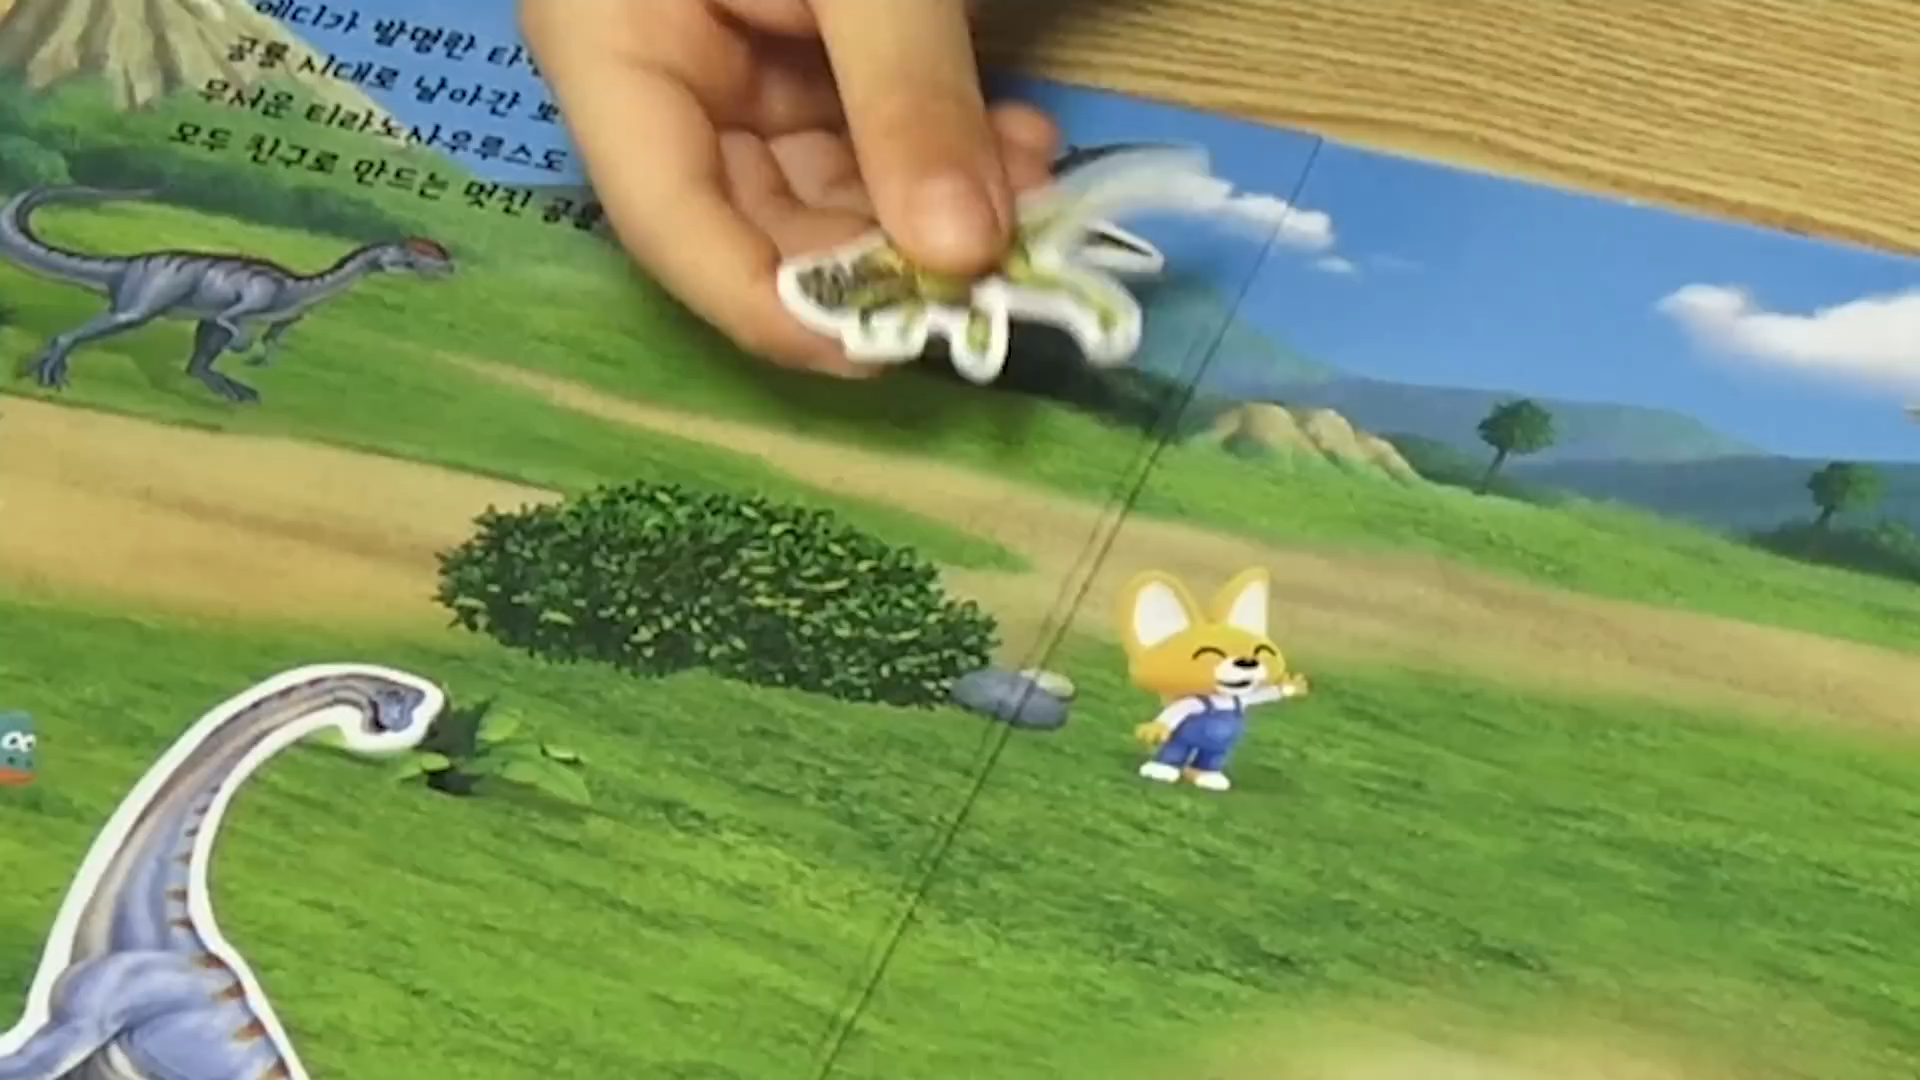 에디가 발명한 타
공룡 시대로 날아간 뽀
무서운 티라노사우루스도
모두 친구로 만드는 멋진 공룡